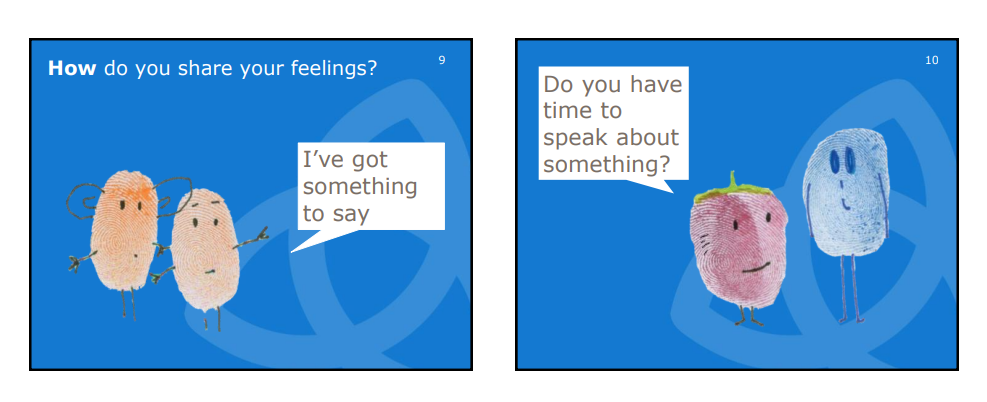 How do you share your feelings?
9
I’ve got
something
to say
10
Do you have
time to
speak about
something?